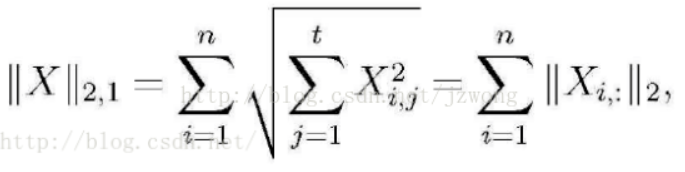 ‖X‖_{2,1} = \sum_{i=1}^{n} \sqrt{\sum_{j=1}^{t} X_{i,j}^{2}} = \sum_{i=1}^{n} ‖X_{i,:}‖_2,
http://blog.csdn.net/jzwong
http://blog.csdn.net/